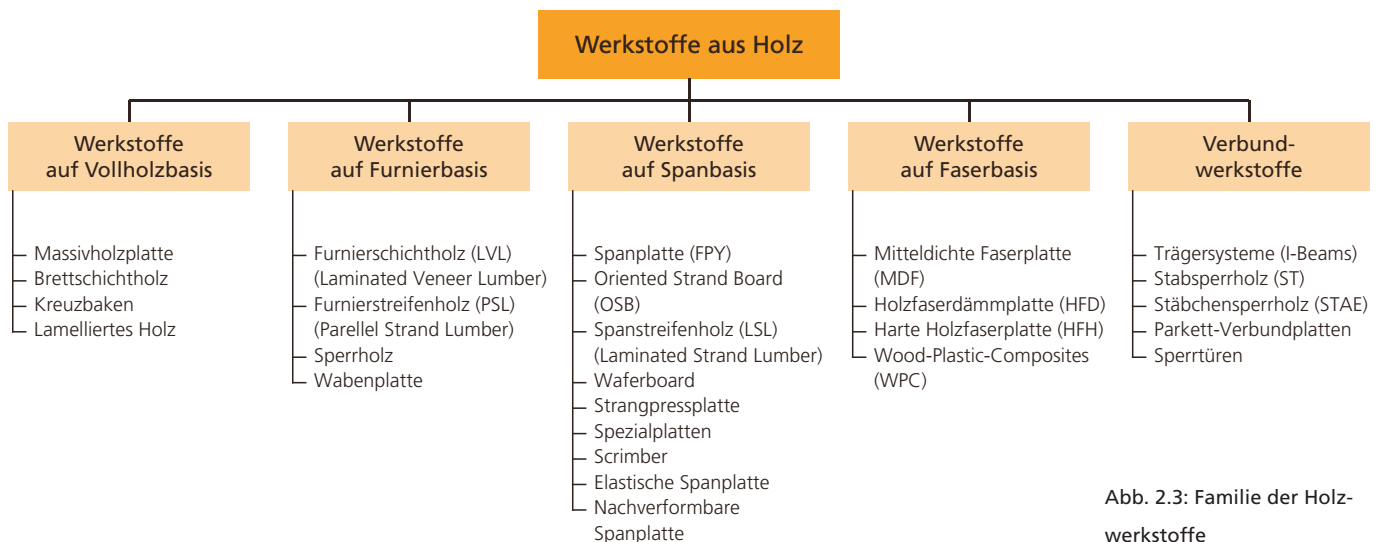 Werkstoffe aus Holz
Werkstoffe
auf Vollholzbasis
Massivholzplatte
Brettschichtholz
Kreuzbaken
Lamelliertes Holz
Werkstoffe
auf Furnierbasis
Furnierschichtholz (LVL)
(Laminated Veneer Lumber)
Furnierstreifenholz (PSL)
(Parellel Strand Lumber)
Sperrholz
Wabenplatte
Werkstoffe
auf Spanbasis
Spanplatte (FPY)
Oriented Strand Board
(OSB)
Spanstreifenholz (LSL)
(Laminated Strand Lumber)
Waferboard
Strangpressplatte
Spezialplatten
Scrimber
Elastische Spanplatte
Nachverformbare
Spanplatte
Werkstoffe
auf Faserbasis
Mitteldichte Faserplatte
(MDF)
Holzfaserdämmplatte (HFD)
Harte Holzfaserplatte (HFH)
Wood-Plastic-Composites
(WPC)
Verbund-
werkstoffe
Trägersysteme (I-Beams)
Stabsperrholz (ST)
Stäbchensperrholz (STAE)
Parkett-Verbundplatten
Sperrtüren
Abb. 2.3: Familie der Holz-
werkstoffe